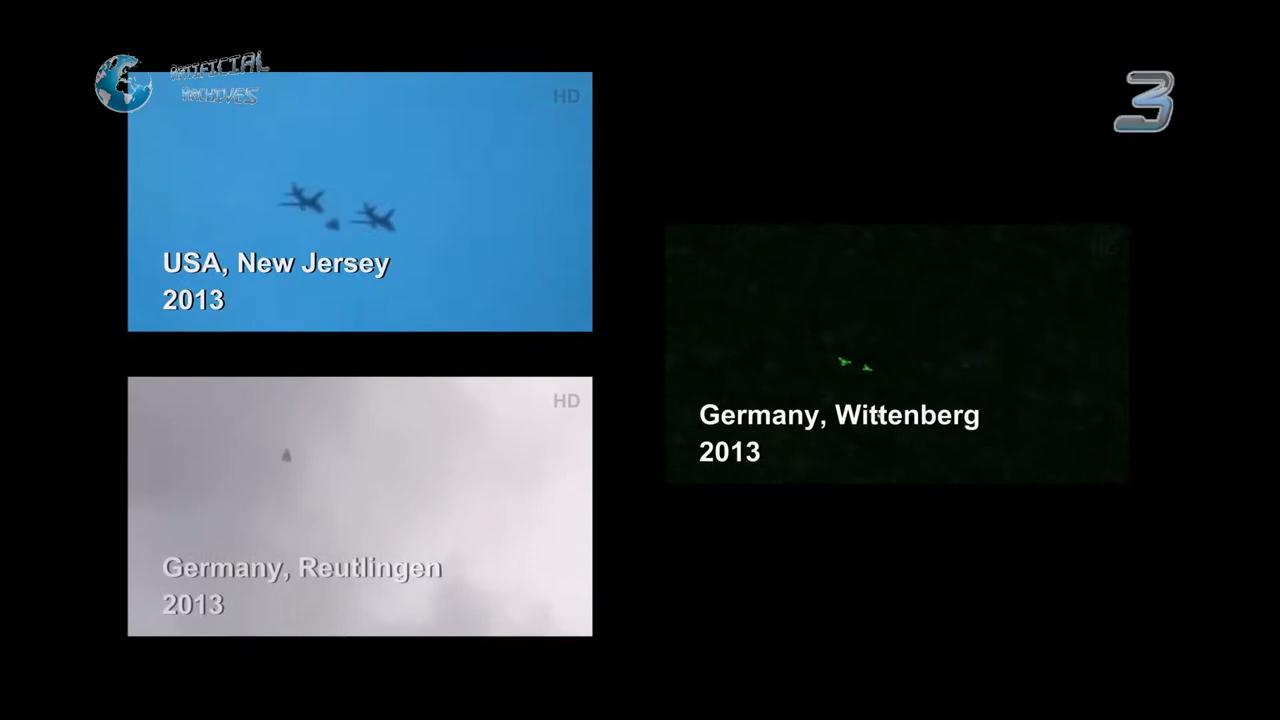 ARTIFICIAL
ARCHIVES
3
HD
USA, New Jersey
2013
HD
Germany, Reutlingen
2013
Germany, Wittenberg
2013